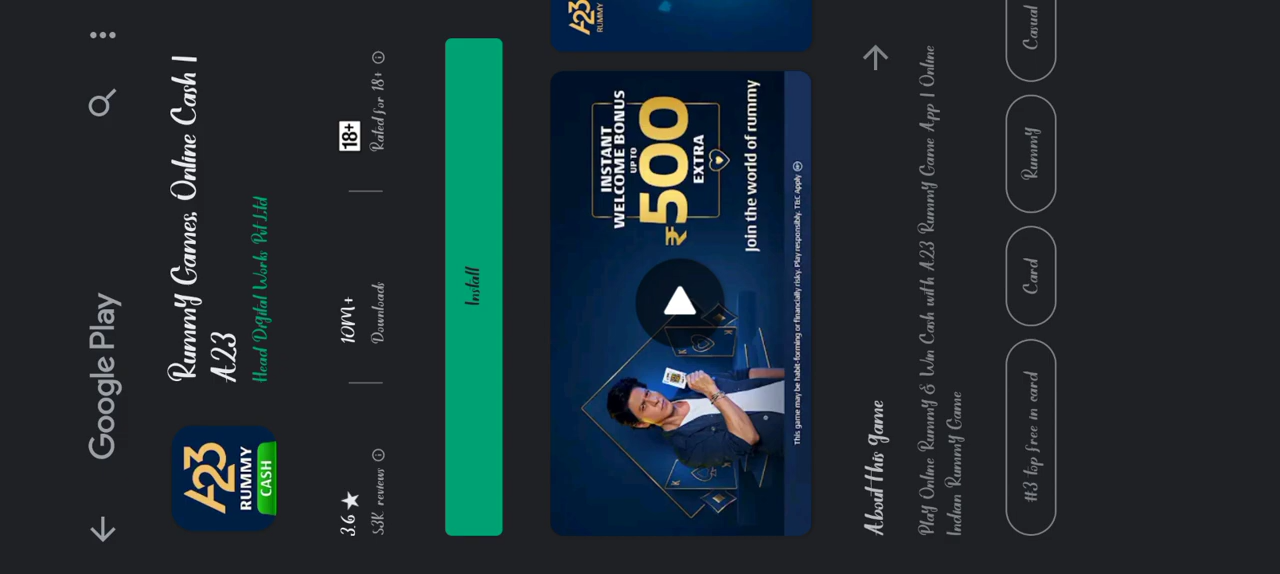 Google Play
A23
RUMMY
CASH
Rummy Games, Online Cash |
A23
Head Digital Works Pvt Ltd
3.6 ★
53K reviews
10M+
Downloads
18+
Rated for 18+
Install
INSTANT
WELCOME BONUS
UP TO
₹500
EXTRA
Join the world of rummy
This game may be habit-forming or financially risky. Play responsibly. T&C Apply
A23
RUMMY
About this game
Play Online Rummy & Win Cash with A23 Rummy Game App | Online
Indian Rummy Game
#3 top free in card
Card
Rummy
Casual